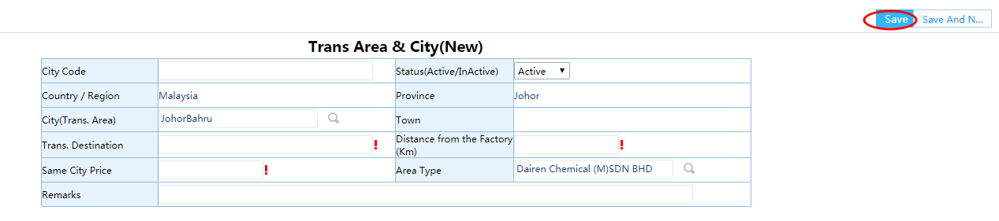 Save Save And N...
Trans Area & City(New)
City Code Status(Active/InActive) Active
Country / Region Malaysia Province Johor
City(Trans. Area) JohorBahru Town
Trans. Destination ! Distance from the Factory
(Km) !
Same City Price ! Area Type Dairen Chemical (M)SDN BHD
Remarks